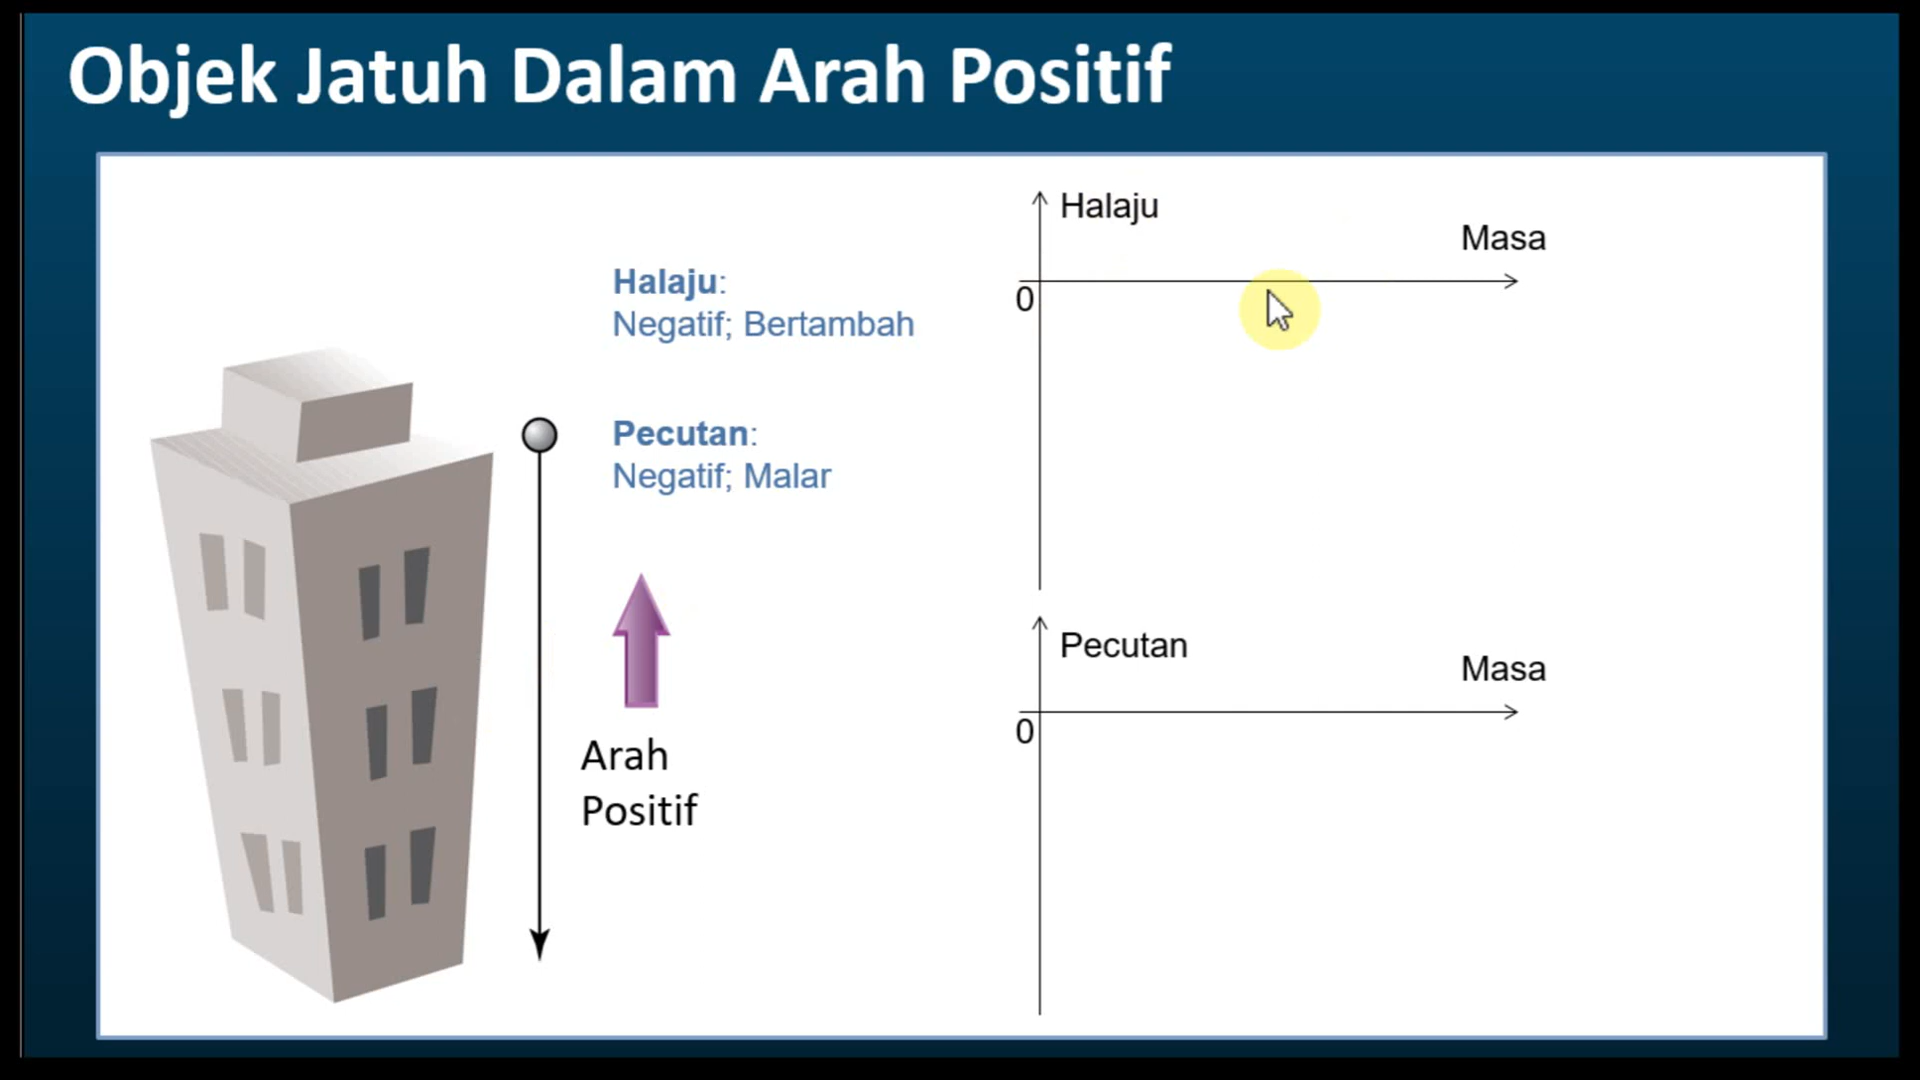 Objek Jatuh Dalam Arah Positif
Halaju:
Negatif; Bertambah
Pecutan:
Negatif; Malar
Arah
Positif
Halaju
Masa
0
Pecutan
Masa
0